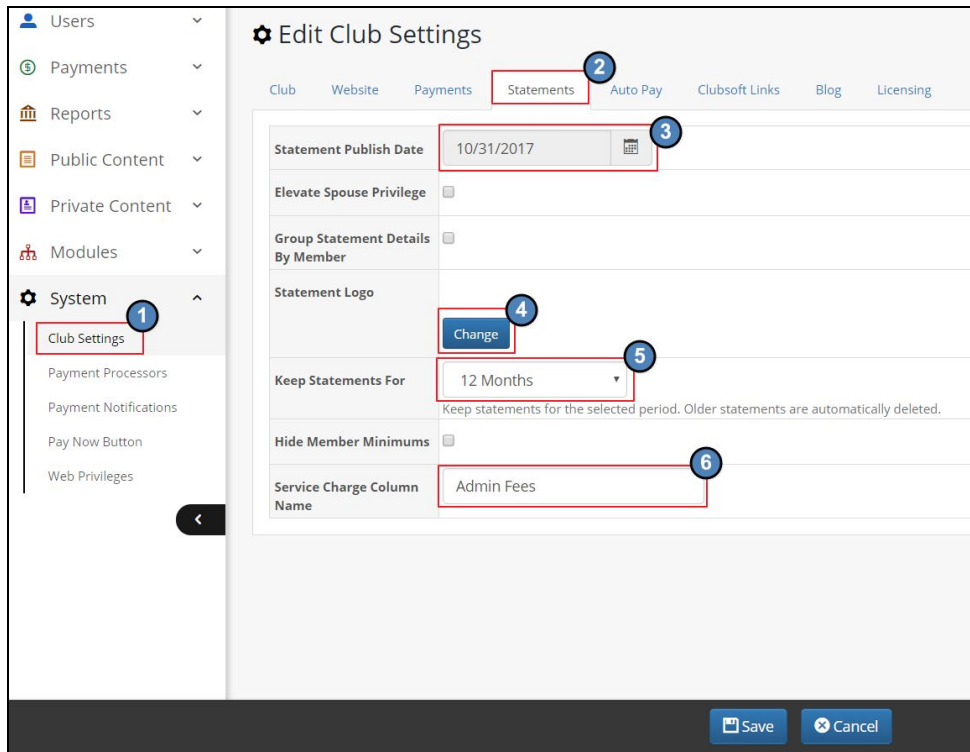 Users
Payments
Reports
Public Content
Private Content
Modules
System
1
Club Settings
Payment Processors
Payment Notifications
Pay Now Button
Web Privileges
Edit Club Settings
2
Club Website Payments Statements Auto Pay Clubsoft Links Blog Licensing
3
Statement Publish Date 10/31/2017
Elevate Spouse Privilege
Group Statement Details
By Member
Statement Logo
4
Change
5
Keep Statements For 12 Months
Keep statements for the selected period. Older statements are automatically deleted.
Hide Member Minimums
6
Service Charge Column
Name
Admin Fees
Save Cancel